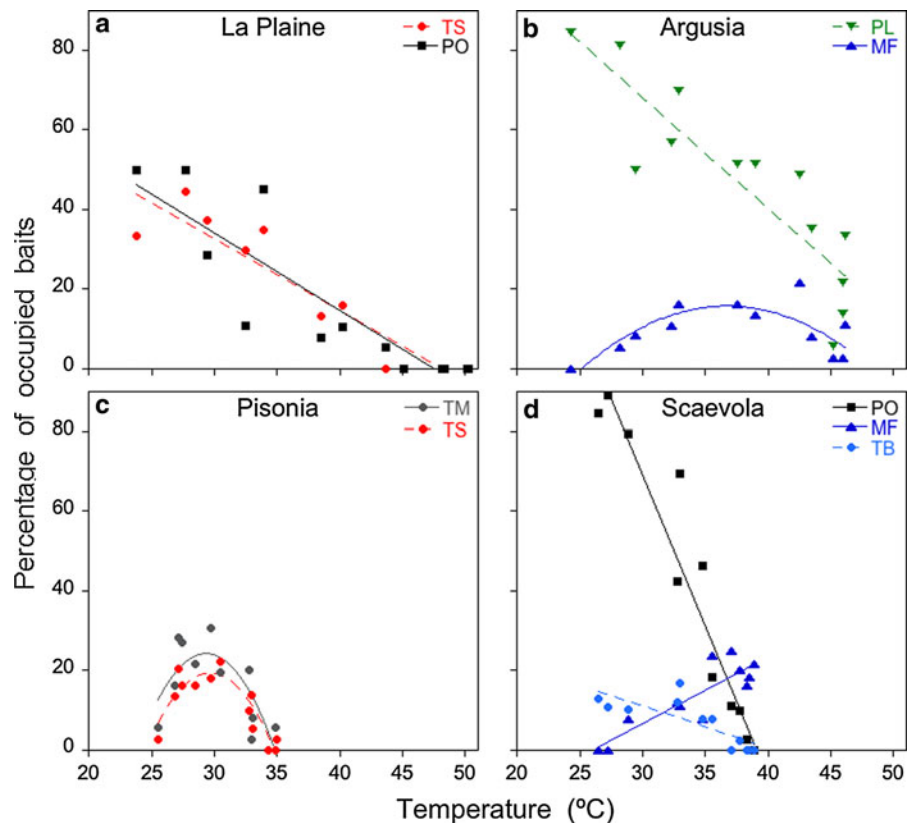 a La Plaine TS
PO
b Argusia PL
MF
80
60
40
20
0
c Pisonia TM
TS
d Scaevola PO
MF
TB
80
60
40
20
0
20 25 30 35 40 45 50
20 25 30 35 40 45 50
Percentage of occupied baits
Temperature (ºC)